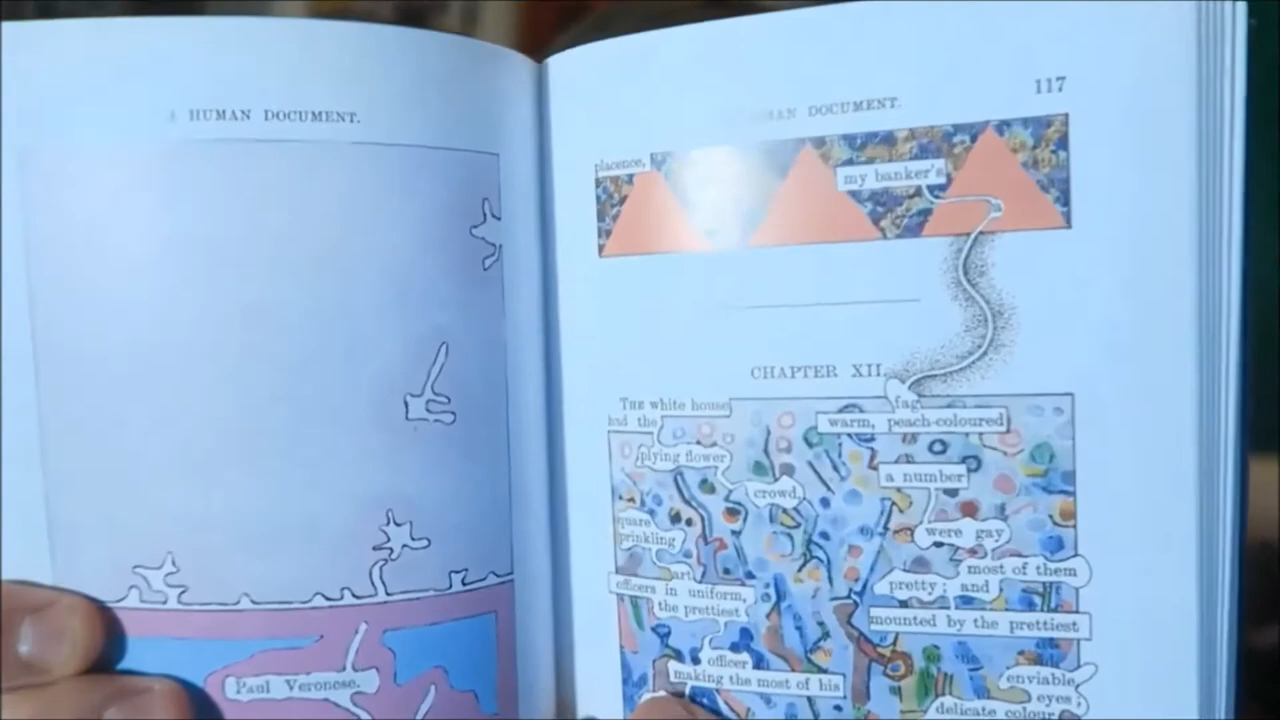 A HUMAN DOCUMENT.
Paul Veronese.
117
HUMAN DOCUMENT.
placence,
my banker's
CHAPTER XII.
fag
THE white house
warm, peach-coloured
had the
plying flower
a number
crowd,
quare
prinkling
were gay
most of them
art
pretty; and
officers in uniform,
the prettiest
mounted by the prettiest
officer
making the most of his
enviable
eyes;
delicate colour